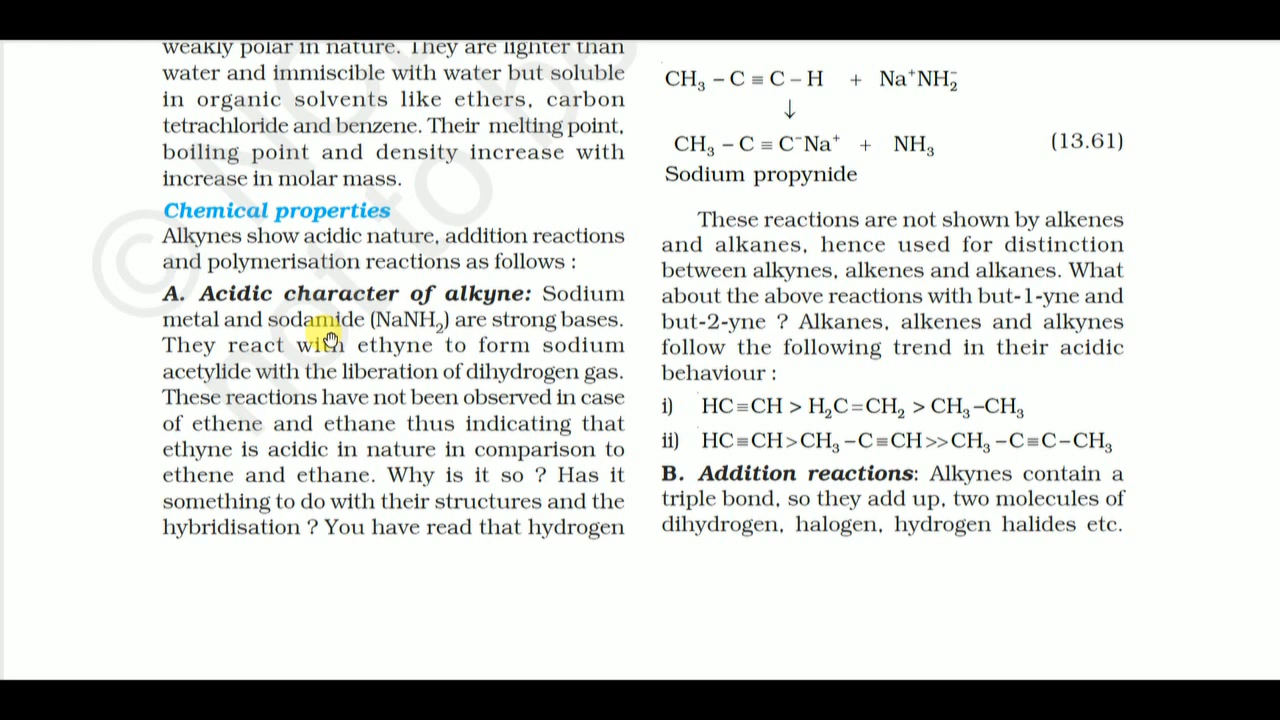 weakly polar in nature. They are lighter than
water and immiscible with water but soluble
in organic solvents like ethers, carbon
tetrachloride and benzene. Their melting point,
boiling point and density increase with
increase in molar mass.
Chemical properties
Alkynes show acidic nature, addition reactions
and polymerisation reactions as follows :
A. Acidic character of alkyne: Sodium
metal and sodamide (NaNH₂) are strong bases.
They react with ethyne to form sodium
acetylide with the liberation of dihydrogen gas.
These reactions have not been observed in case
of ethene and ethane thus indicating that
ethyne is acidic in nature in comparison to
ethene and ethane. Why is it so ? Has it
something to do with their structures and the
hybridisation ? You have read that hydrogen
CH₃ – C ≡ C – H + Na⁺NH₂⁻
↓
CH₃ – C ≡ C⁻Na⁺ + NH₃ (13.61)
Sodium propynide
These reactions are not shown by alkenes
and alkanes, hence used for distinction
between alkynes, alkenes and alkanes. What
about the above reactions with but-1-yne and
but-2-yne ? Alkanes, alkenes and alkynes
follow the following trend in their acidic
behaviour :
i) HC≡CH > H₂C=CH₂ > CH₃–CH₃
ii) HC≡CH>CH₃–C≡CH>>CH₃–C≡C–CH₃
B. Addition reactions: Alkynes contain a
triple bond, so they add up, two molecules of
dihydrogen, halogen, hydrogen halides etc.